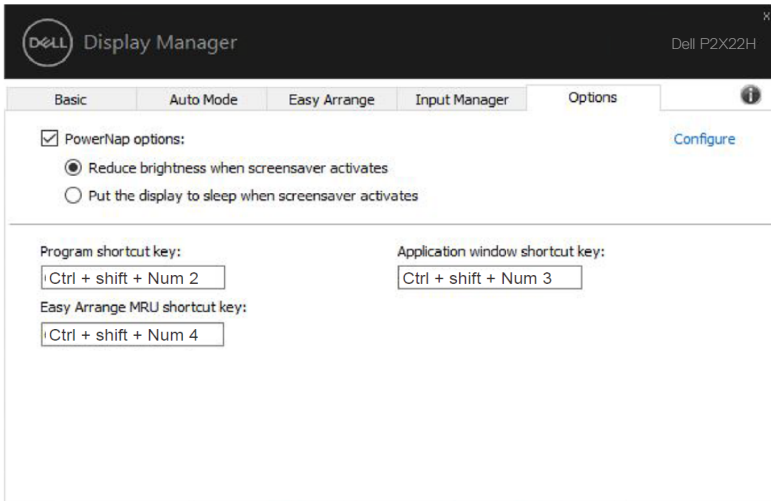 x
DELL Display Manager
Dell P2X22H
Basic Auto Mode Easy Arrange Input Manager Options
PowerNap options:
Configure
Reduce brightness when screensaver activates
Put the display to sleep when screensaver activates
Program shortcut key:
Application window shortcut key:
Ctrl + shift + Num 2
Ctrl + shift + Num 3
Easy Arrange MRU shortcut key:
Ctrl + shift + Num 4